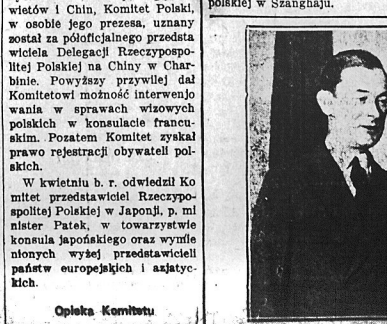 wietów i Chin, Komitet Polski,
w osobie jego prezesa, uznany
został za półoficjalnego przedsta
wiciela Delegacji Rzeczypospo-
litej Polskiej na Chiny w Char-
binie. Powyższy przywilej dał
Komitetowi możność interwenjo
wania w sprawach wizowych
polskich w konsulacie francu-
skim. Pozatem Komitet zyskał
prawo rejestracji obywateli pol-
skich.
W kwietniu b. r. odwiedził Ko
mitet przedstawiciel Rzeczypo-
spolitej Polskiej w Japonji, p. mi
nister Patek, w towarzystwie
konsula japońskiego oraz wymie
nionych wyżej przedstawicieli
państw europejskich i azjatyc-
kich.
Opieka Komitetu
polskiej w Szanghaju.